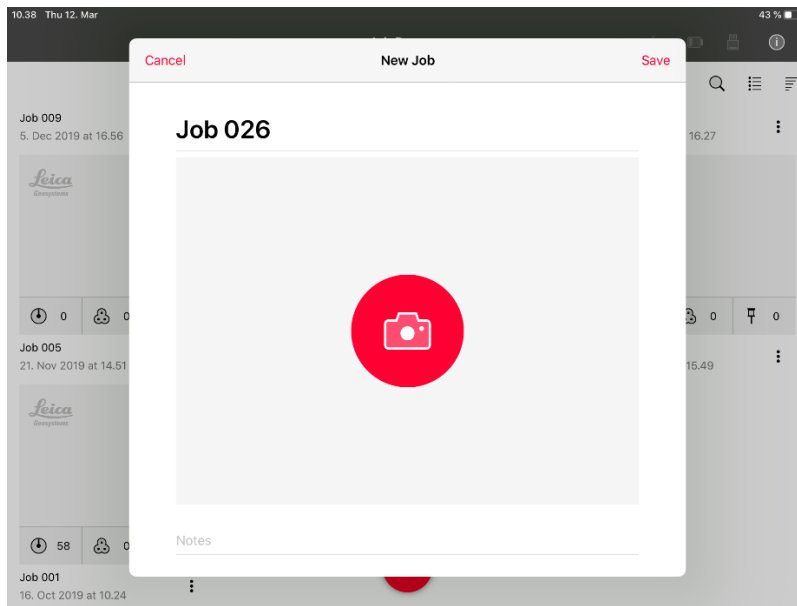 10.38 Thu 12. Mar
43 %
Cancel
New Job
Save
Job 009
5. Dec 2019 at 16.56
16.27
Job 026
Leica
Geosystems
0
0
0
0
Job 005
21. Nov 2019 at 14.51
15.49
Leica
Geosystems
58
0
Notes
Job 001
16. Oct 2019 at 10.24